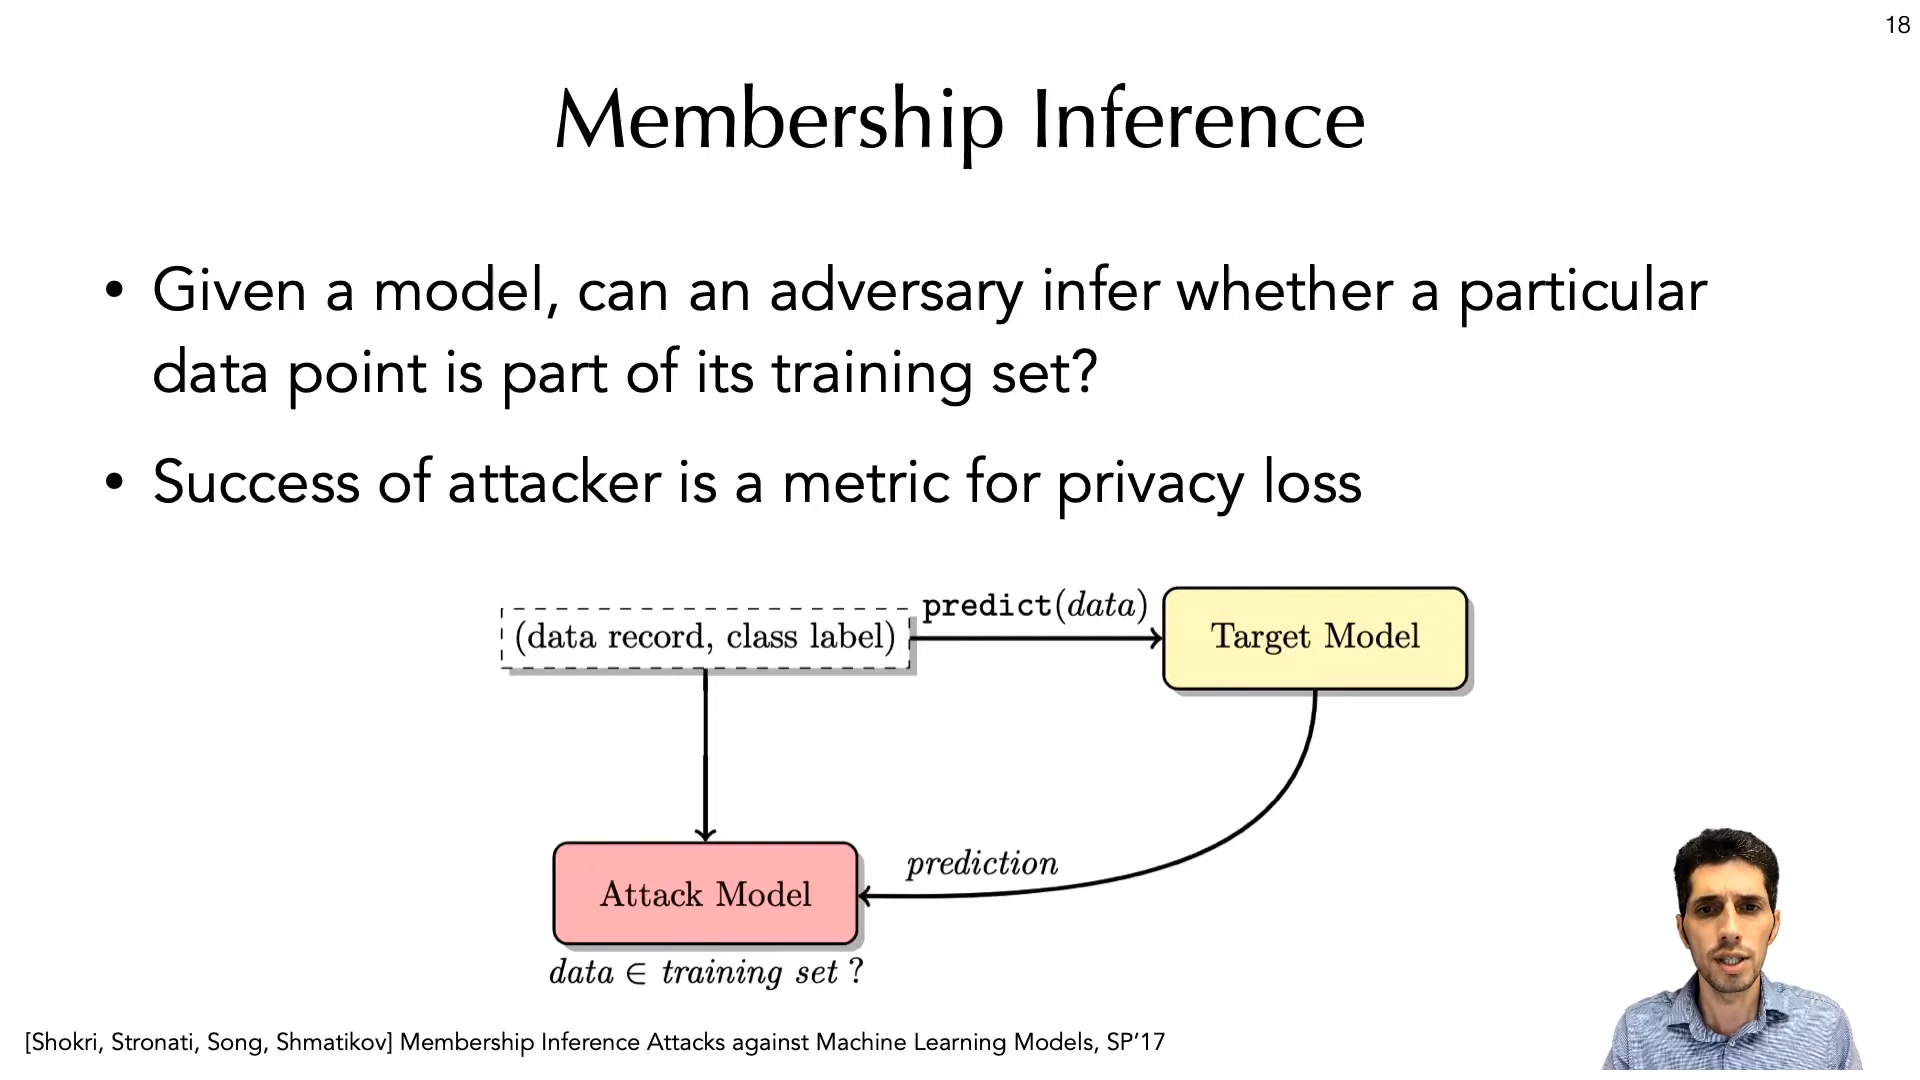 18
Membership Inference
• Given a model, can an adversary infer whether a particular
data point is part of its training set?
• Success of attacker is a metric for privacy loss
predict(data)
(data record, class label)
Target Model
prediction
Attack Model
data ∈ training set ?
[Shokri, Stronati, Song, Shmatikov] Membership Inference Attacks against Machine Learning Models, SP’17